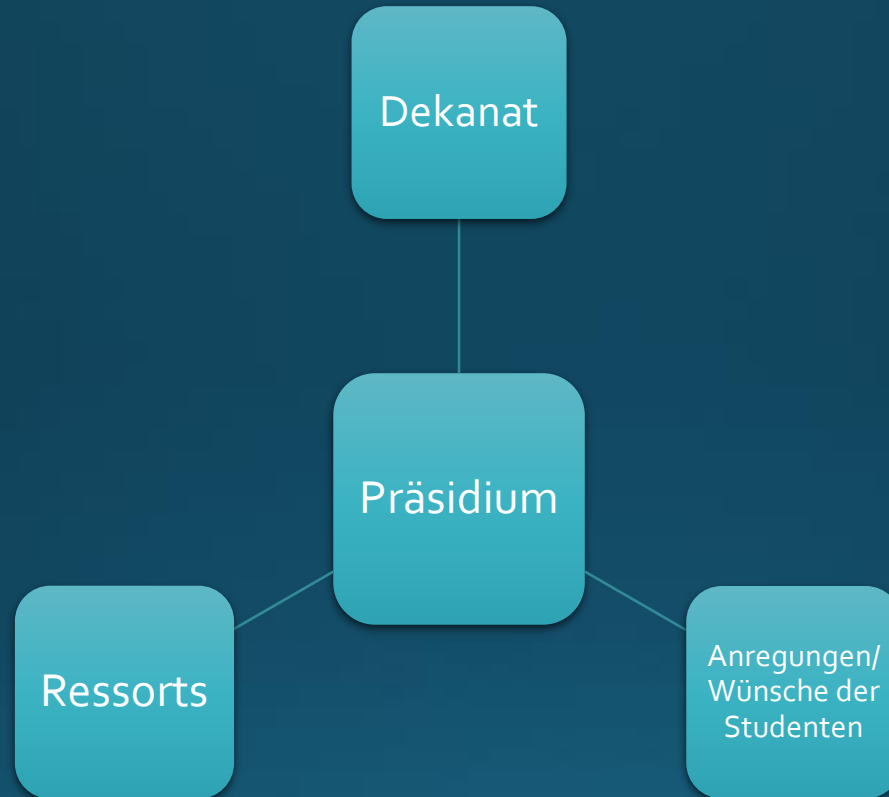 Dekanat
Präsidium
Ressorts
Anregungen/
Wünsche der
Studenten